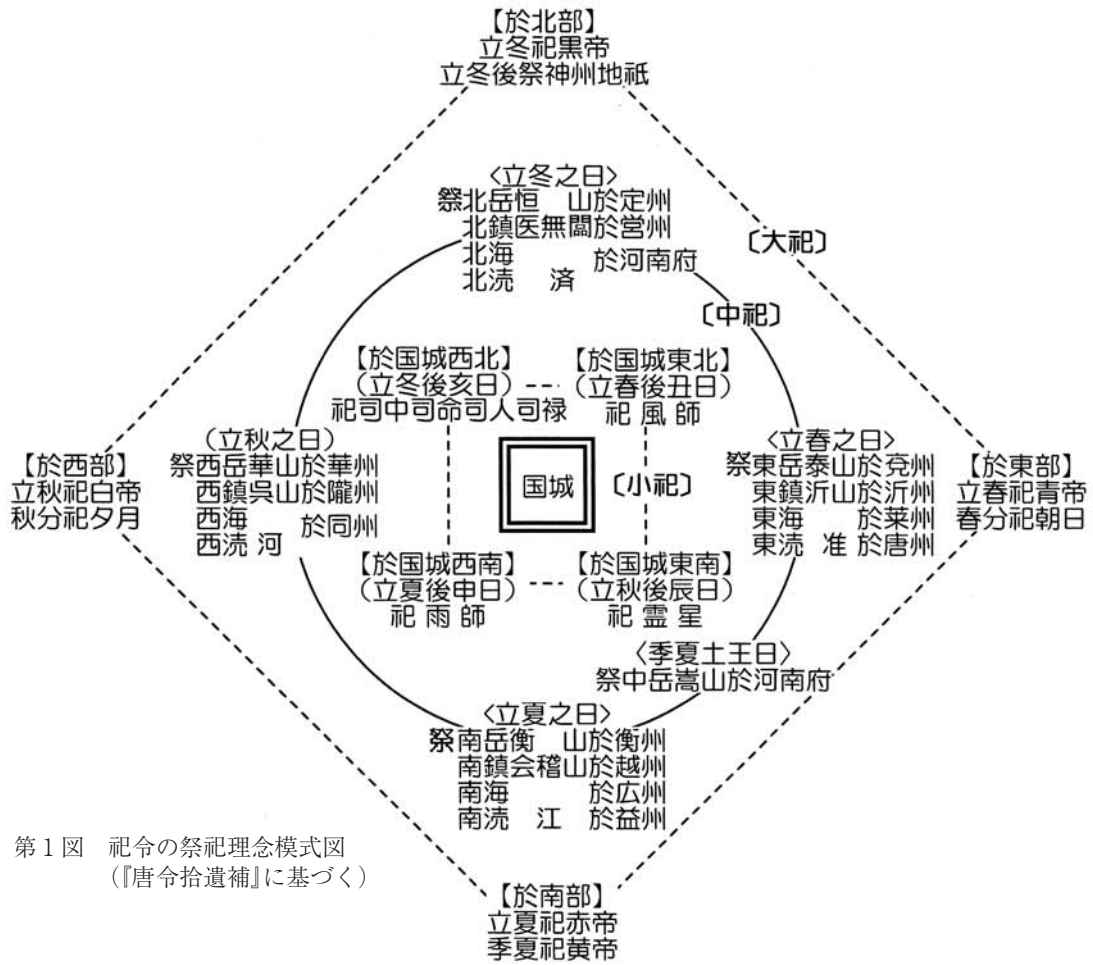 【於北部】
立冬祀黒帝
立冬後祭神州地祇
〈立冬之日〉
祭北岳恒　山於定州
北鎮医無閭於営州
北海
北涜　済
於河南府
〔大祀〕
〔中祀〕
【於国城西北】
（立冬後亥日）
祀司中司命司人司禄
【於国城東北】
（立春後丑日）
祀風師
（立秋之日）
祭西岳華山於華州
西鎮呉山於隴州
西海
西涜河
於同州
【於西部】
立秋祀白帝
秋分祀夕月
国城
〔小祀〕
〈立春之日〉
祭東岳泰山於兗州
東鎮沂山於沂州
東海　於莱州
東涜　准於唐州
【於東部】
立春祀青帝
春分祀朝日
【於国城西南】
（立夏後申日）
祀雨師
【於国城東南】
（立秋後辰日）
祀霊星
〈季夏土王日〉
祭中岳嵩山於河南府
〈立夏之日〉
祭南岳衡　山於衡州
南鎮会稽山於越州
南海　於広州
南涜　江　於益州
第1図　祀令の祭祀理念模式図
（『唐令拾遺補』に基づく）
【於南部】
立夏祀赤帝
季夏祀黄帝